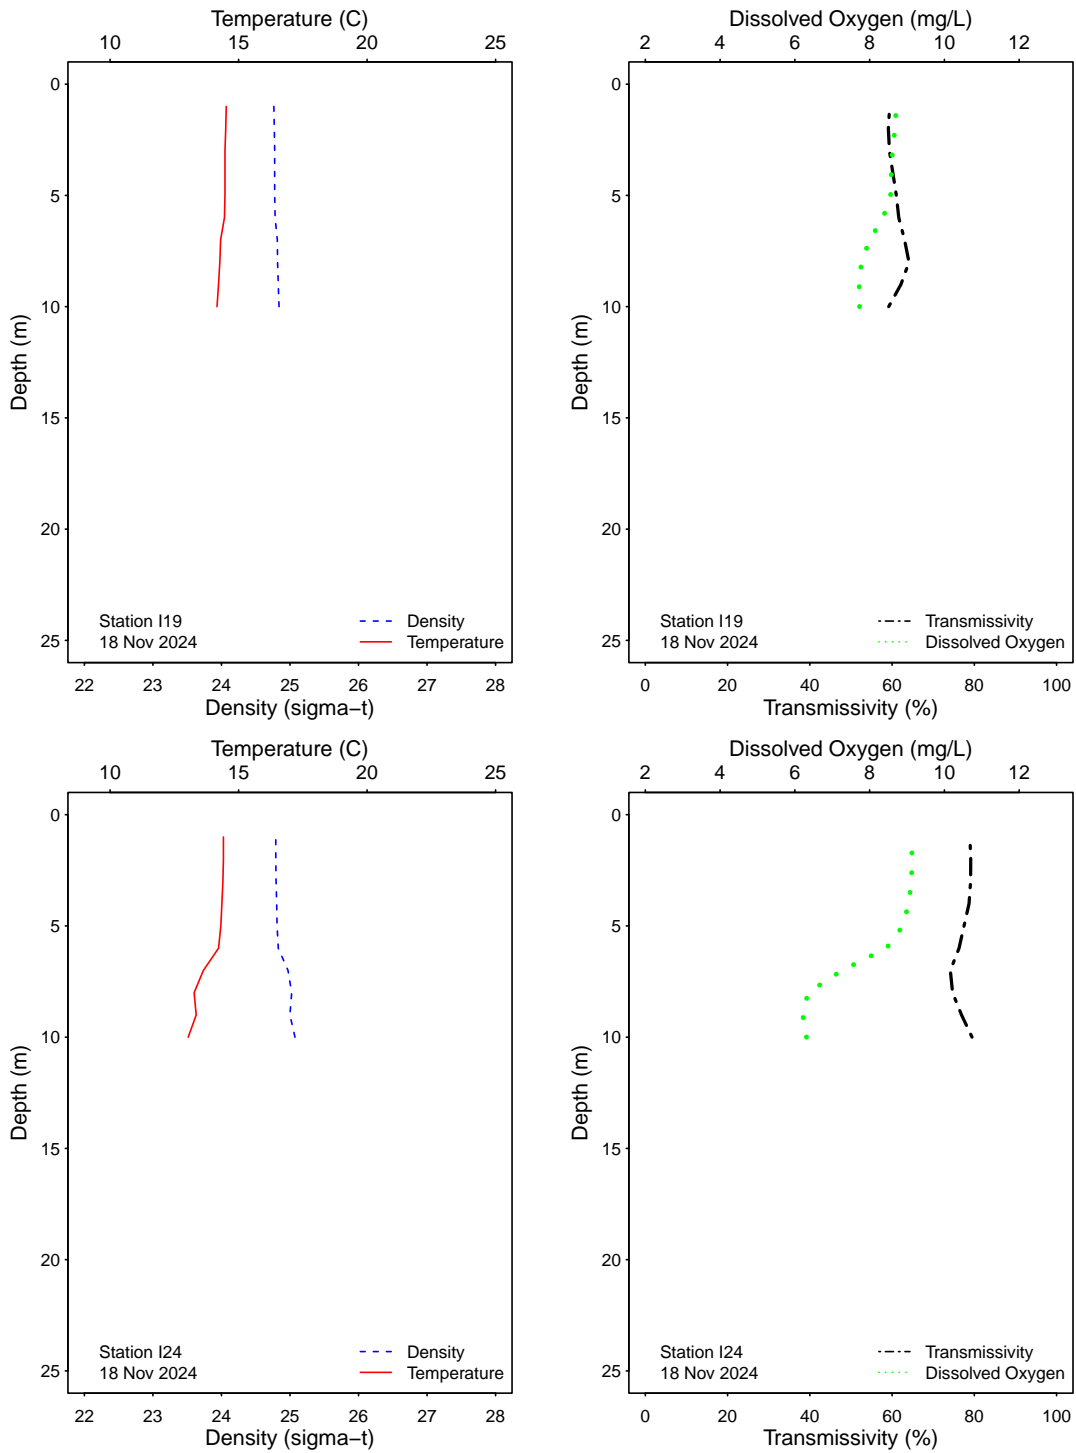 Temperature (C)
10 15 20 25
Depth (m)
0
5
10
15
20
25
Station I19
18 Nov 2024
Density
Temperature
22 23 24 25 26 27 28
Density (sigma−t)
Dissolved Oxygen (mg/L)
2 4 6 8 10 12
Depth (m)
0
5
10
15
20
25
Station I19
18 Nov 2024
Transmissivity
Dissolved Oxygen
0 20 40 60 80 100
Transmissivity (%)
Temperature (C)
10 15 20 25
Depth (m)
0
5
10
15
20
25
Station I24
18 Nov 2024
Density
Temperature
22 23 24 25 26 27 28
Density (sigma−t)
Dissolved Oxygen (mg/L)
2 4 6 8 10 12
Depth (m)
0
5
10
15
20
25
Station I24
18 Nov 2024
Transmissivity
Dissolved Oxygen
0 20 40 60 80 100
Transmissivity (%)